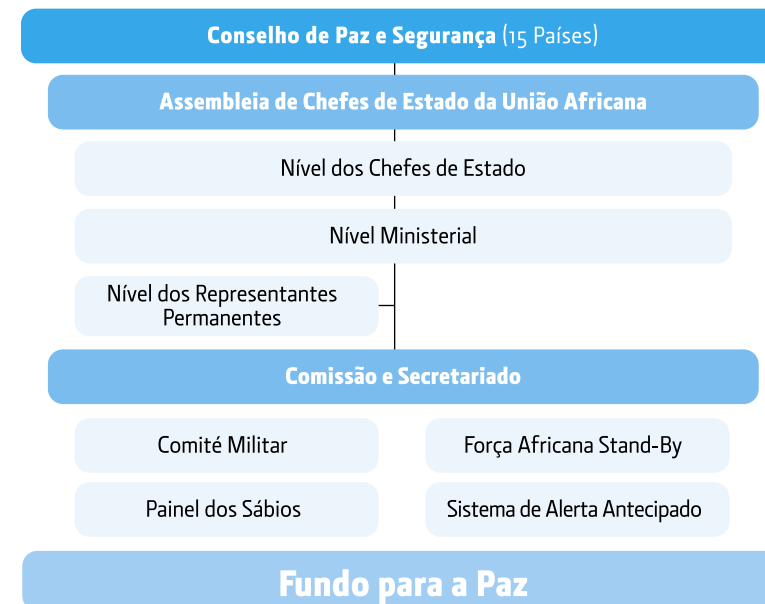 Conselho de Paz e Segurança (15 Países)
Assembleia de Chefes de Estado da União Africana
Nível dos Chefes de Estado
Nível Ministerial
Nível dos Representantes
Permanentes
Comissão e Secretariado
Comité Militar
Força Africana Stand-By
Painel dos Sábios
Sistema de Alerta Antecipado
Fundo para a Paz